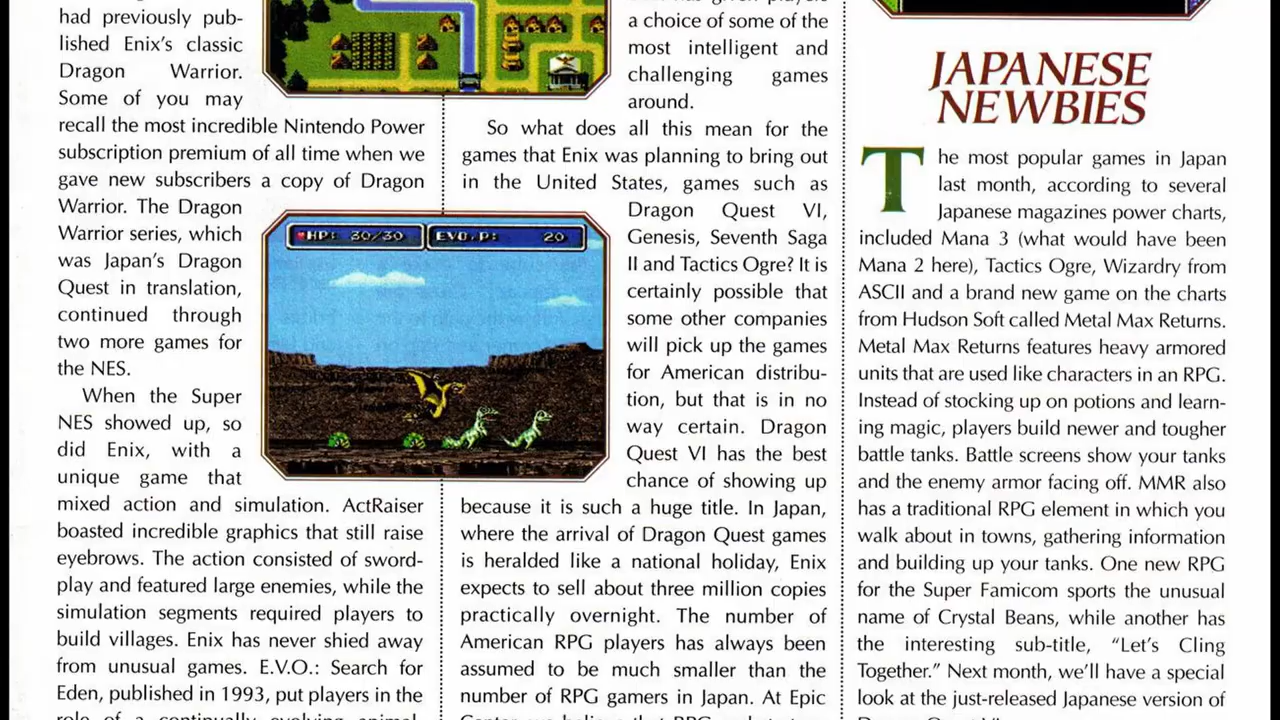 had previously pub-
lished Enix's classic
Dragon Warrior.
Some of you may
recall the most incredible Nintendo Power
subscription premium of all time when we
gave new subscribers a copy of Dragon
Warrior. The Dragon
Warrior series, which
was Japan's Dragon
Quest in translation,
continued through
two more games for
the NES.
When the Super
NES showed up, so
did Enix, with a
unique game that
mixed action and simulation. ActRaiser
boasted incredible graphics that still raise
eyebrows. The action consisted of sword-
play and featured large enemies, while the
simulation segments required players to
build villages. Enix has never shied away
from unusual games. E.V.O.: Search for
Eden, published in 1993, put players in the
role of a continually evolving animal
HP: 30/30 EVO.P: 20
a choice of some of the
most intelligent and
challenging games
around.
So what does all this mean for the
games that Enix was planning to bring out
in the United States, games such as
Dragon Quest VI,
Genesis, Seventh Saga
II and Tactics Ogre? It is
certainly possible that
some other companies
will pick up the games
for American distribu-
tion, but that is in no
way certain. Dragon
Quest VI has the best
chance of showing up
because it is such a huge title. In Japan,
where the arrival of Dragon Quest games
is heralded like a national holiday, Enix
expects to sell about three million copies
practically overnight. The number of
American RPG players has always been
assumed to be much smaller than the
number of RPG gamers in Japan. At Epic
JAPANESE
NEWBIES
The most popular games in Japan
last month, according to several
Japanese magazines power charts,
included Mana 3 (what would have been
Mana 2 here), Tactics Ogre, Wizardry from
ASCII and a brand new game on the charts
from Hudson Soft called Metal Max Returns.
Metal Max Returns features heavy armored
units that are used like characters in an RPG.
Instead of stocking up on potions and learn-
ing magic, players build newer and tougher
battle tanks. Battle screens show your tanks
and the enemy armor facing off. MMR also
has a traditional RPG element in which you
walk about in towns, gathering information
and building up your tanks. One new RPG
for the Super Famicom sports the unusual
name of Crystal Beans, while another has
the interesting sub-title, "Let's Cling
Together." Next month, we'll have a special
look at the just-released Japanese version of